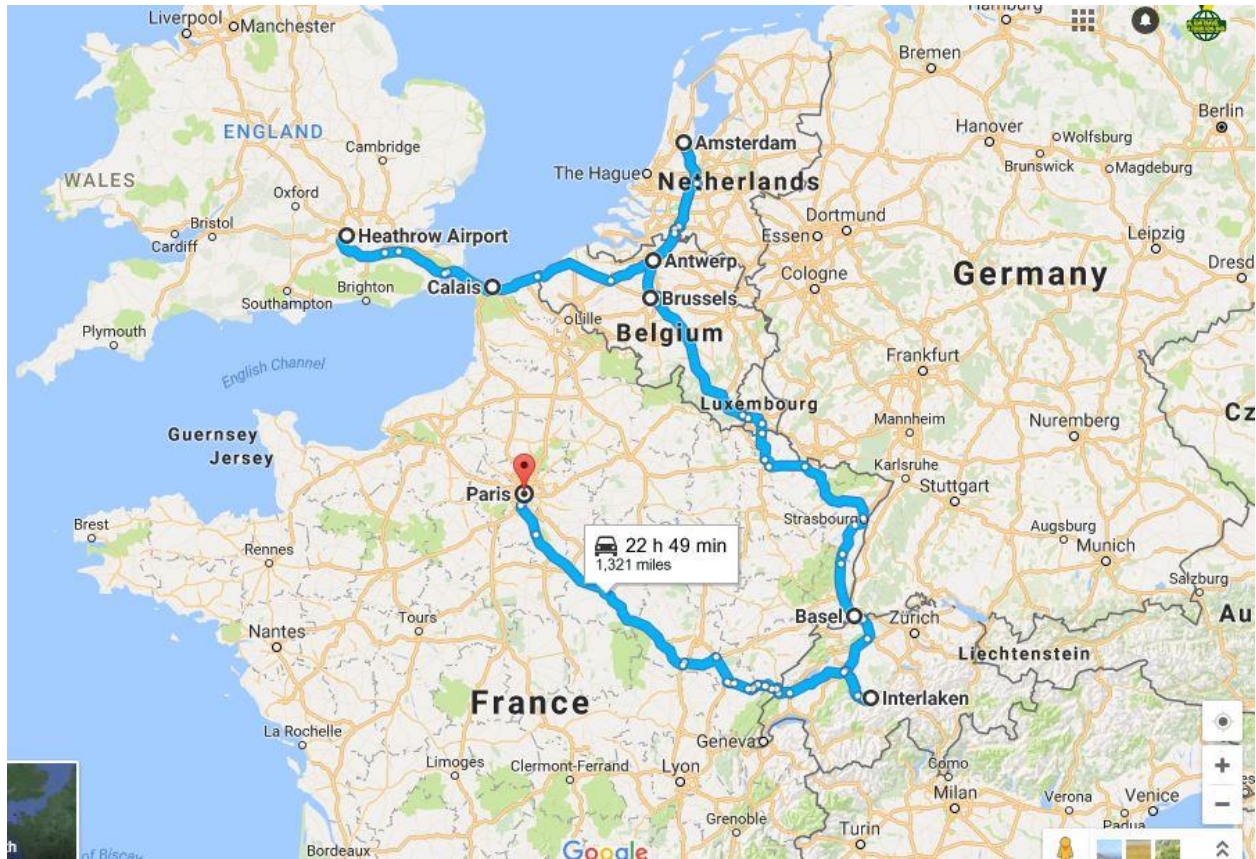 Liverpool
Manchester
Hamburg
Bremen
Berlin
Amsterdam
ENGLAND
Cambridge
Hanover
Wolfsburg
Brunswick
Magdeburg
The Hague
Netherlands
WALES
Oxford
Bristol
Cardiff
Heathrow Airport
Dortmund
Essen
Leipzig
Antwerp
Cologne
Germany
Dresd
Calais
Brighton
Southampton
Brussels
Lille
Plymouth
Belgium
English Channel
Frankfurt
Luxembourg
Mannheim
Nuremberg
Cz
Guernsey
Jersey
Karlsruhe
Paris
Stuttgart
Strasbourg
Brest
Rennes
22 h 49 min
1,321 miles
Augsburg
Munich
Salzburg
Basel
Zürich
Au
Nantes
Tours
Liechtenstein
France
Interlaken
La Rochelle
Geneva
Limoges
Clermont-Ferrand
Lyon
Como
Milan
Verona
Venice
Grenoble
Padua
Turin
th
of Biscay
Bordeaux
Google